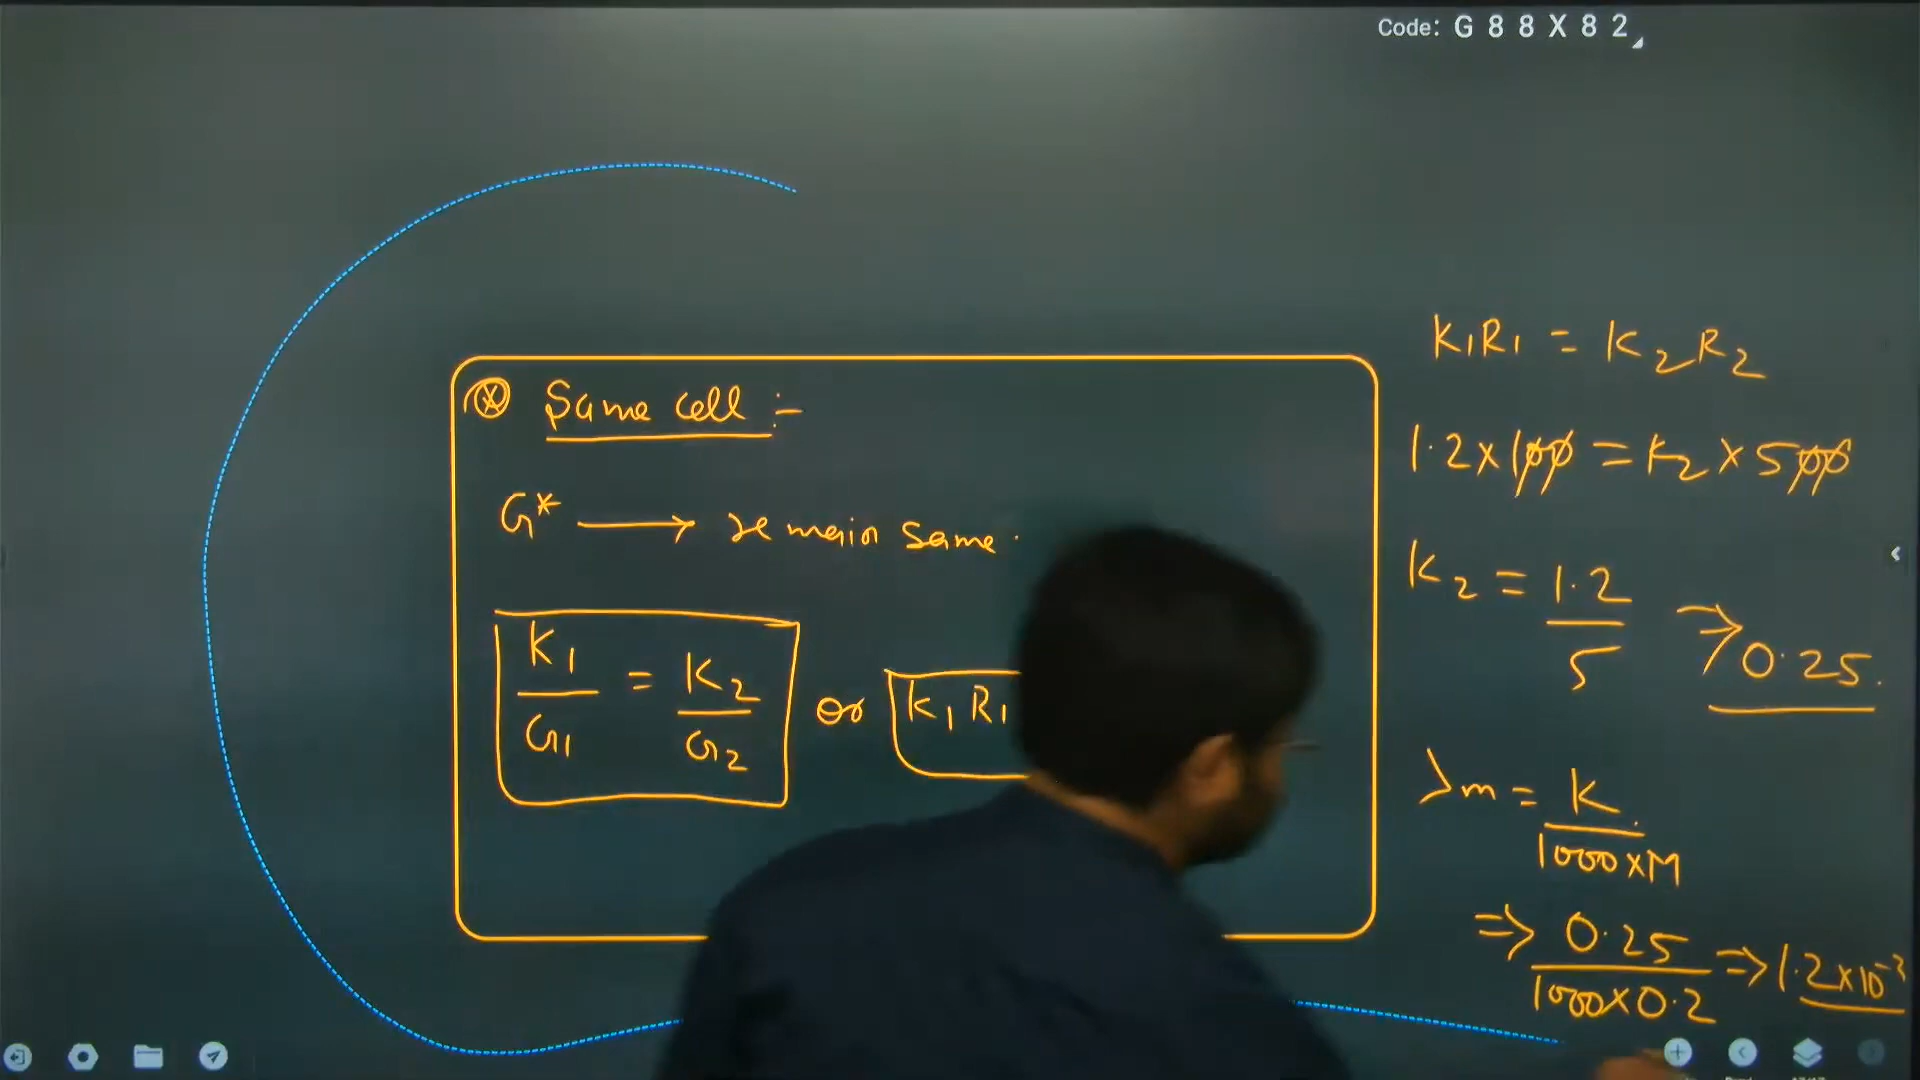 Code: G 8 8 X 8 2
Same cell :-
G* → remain same.
K1/G1 = K2/G2 or K1 R1
K1R1 = K2R2
1.2 x 100 = K2 x 500
K2 = 1.2/5 → 0.25.
λm = K/1000 x M
⇒ 0.25/1000 x 0.2 ⇒ 1.2 x 10-3